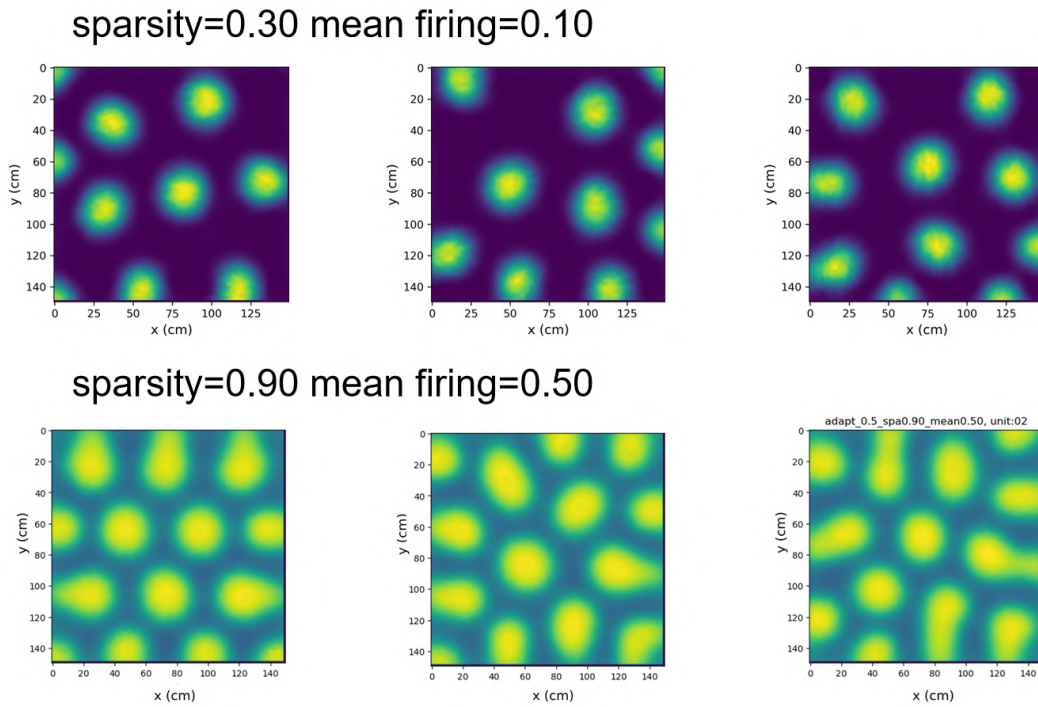 sparsity=0.30 mean firing=0.10
0
20
40
60
80
100
120
140
y (cm)
0 25 50 75 100 125
x (cm)
0
20
40
60
80
100
120
140
y (cm)
0 25 50 75 100 125
x (cm)
0
20
40
60
80
100
120
140
y (cm)
0 25 50 75 100 125
x (cm)
sparsity=0.90 mean firing=0.50
0
20
40
60
80
100
120
140
y (cm)
0 20 40 60 80 100 120 140
x (cm)
0
20
40
60
80
100
120
140
y (cm)
0 20 40 60 80 100 120 140
x (cm)
adapt_0.5_spa0.90_mean0.50, unit:02
0
20
40
60
80
100
120
140
y (cm)
0 20 40 60 80 100 120 140
x (cm)